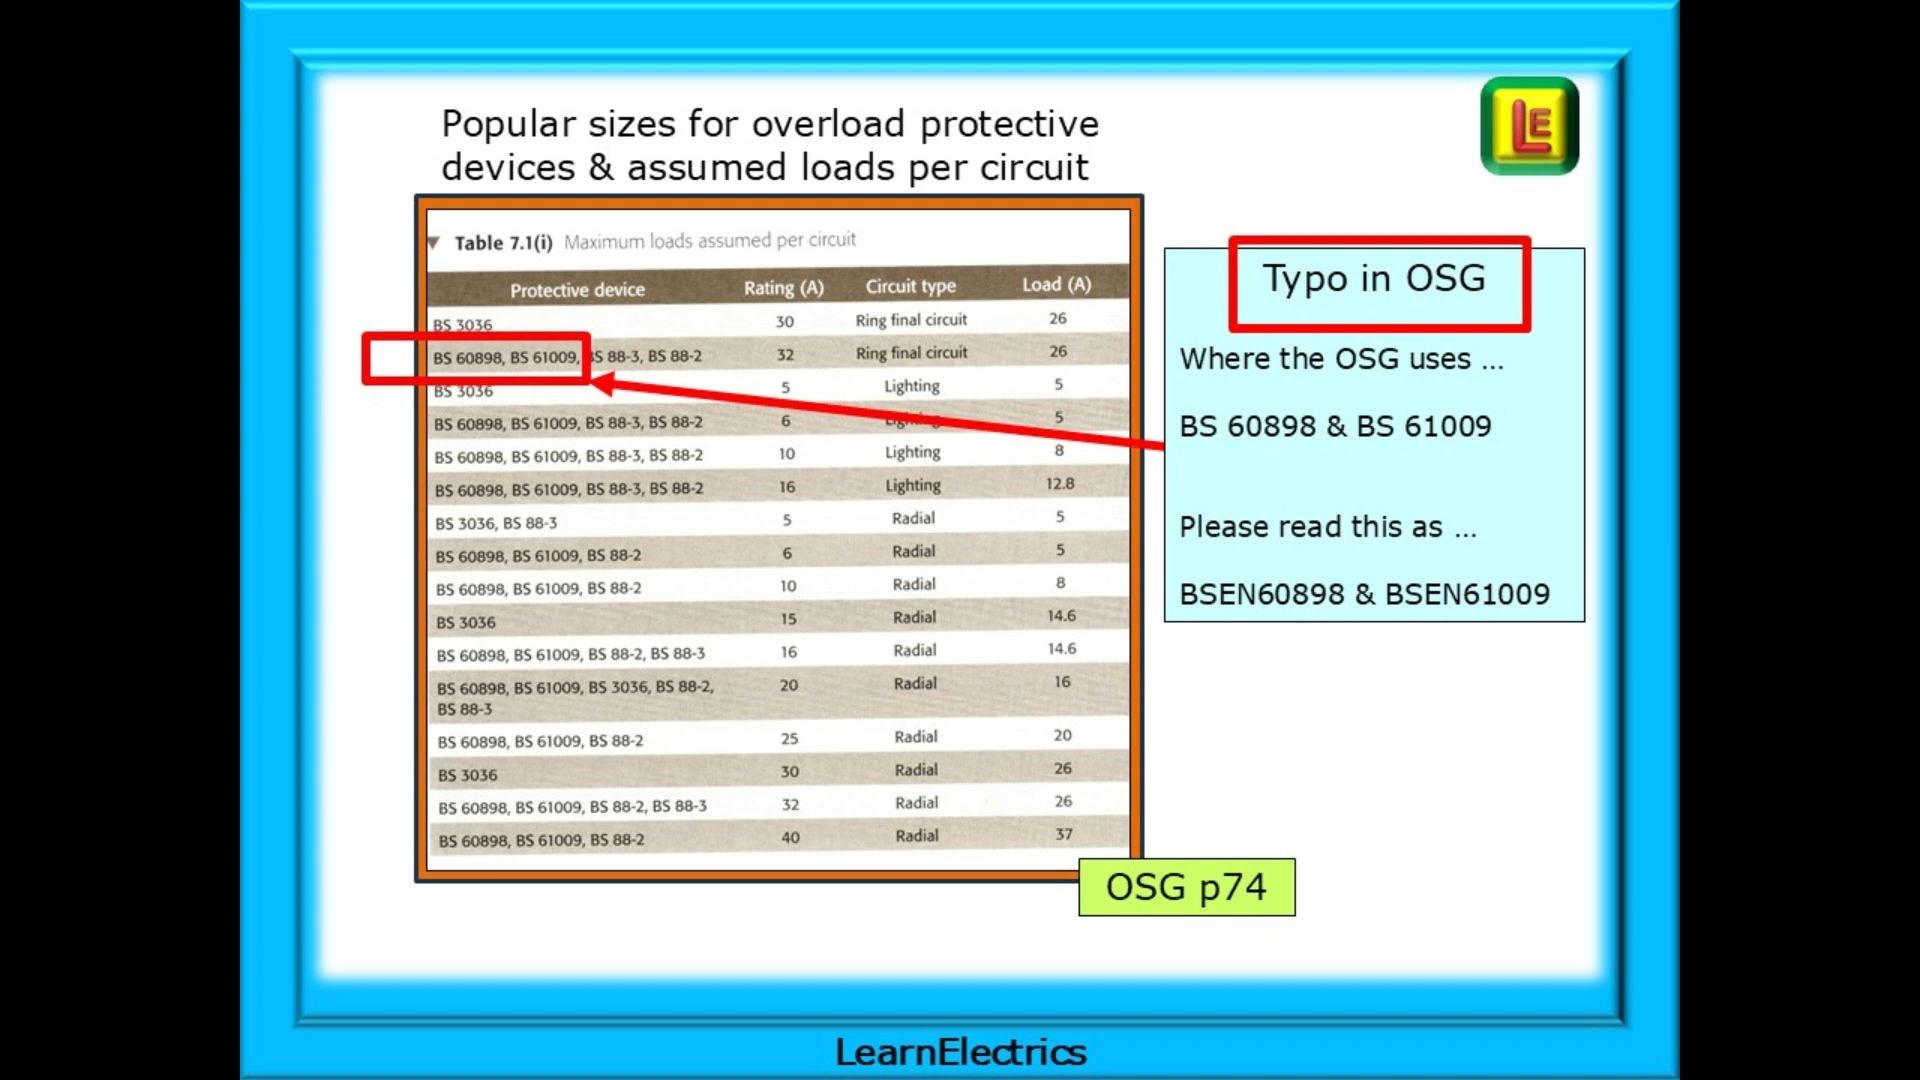 Popular sizes for overload protective
devices & assumed loads per circuit
LE
▼ Table 7.1(i) Maximum loads assumed per circuit
Protective device Rating (A) Circuit type Load (A)
BS 3036 30 Ring final circuit 26
BS 60898, BS 61009, BS 88-3, BS 88-2 32 Ring final circuit 26
BS 3036 5 Lighting 5
BS 60898, BS 61009, BS 88-3, BS 88-2 6 Lighting 5
BS 60898, BS 61009, BS 88-3, BS 88-2 10 Lighting 8
BS 60898, BS 61009, BS 88-3, BS 88-2 16 Lighting 12.8
BS 3036, BS 88-3 5 Radial 5
BS 60898, BS 61009, BS 88-2 6 Radial 5
BS 60898, BS 61009, BS 88-2 10 Radial 8
BS 3036 15 Radial 14.6
BS 60898, BS 61009, BS 88-2, BS 88-3 16 Radial 14.6
BS 60898, BS 61009, BS 3036, BS 88-2, 20 Radial 16
BS 88-3
BS 60898, BS 61009, BS 88-2 25 Radial 20
BS 3036 30 Radial 26
BS 60898, BS 61009, BS 88-2, BS 88-3 32 Radial 26
BS 60898, BS 61009, BS 88-2 40 Radial 37
Typo in OSG
Where the OSG uses ...
BS 60898 & BS 61009
Please read this as ...
BSEN60898 & BSEN61009
OSG p74
LearnElectrics